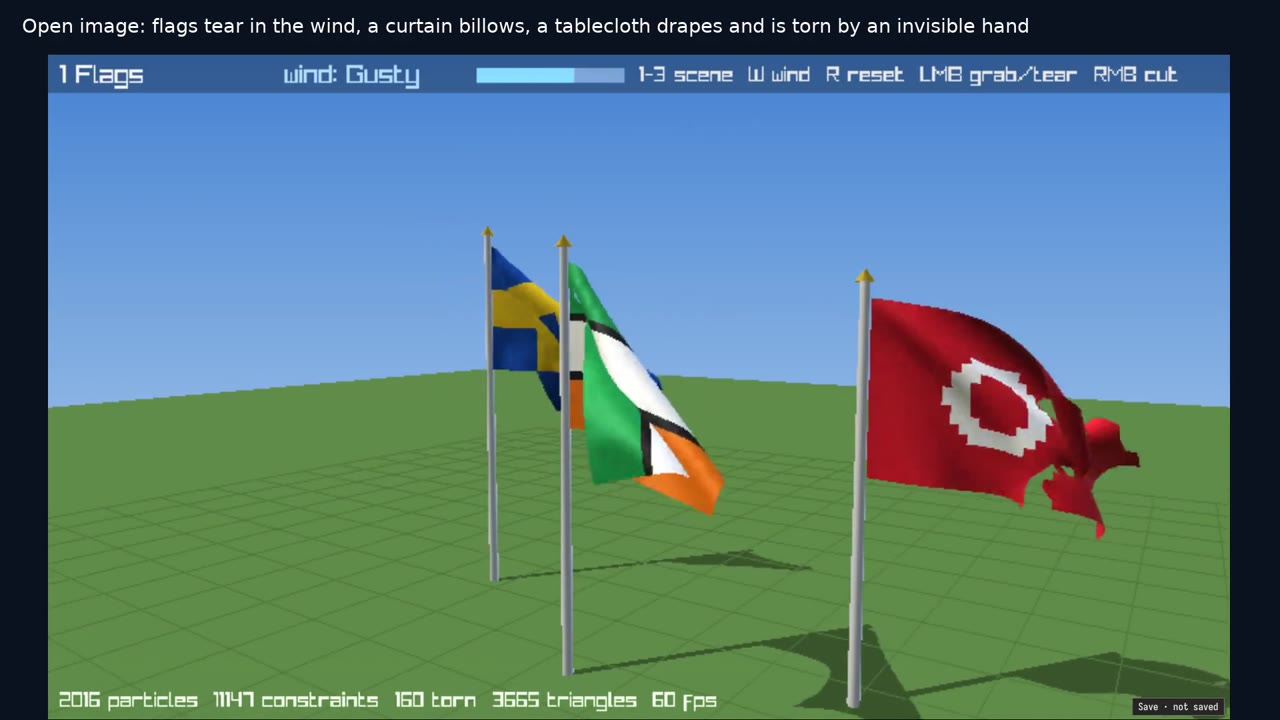 Open image: flags tear in the wind, a curtain billows, a tablecloth drapes and is torn by an invisible hand
1 Flags wind: Gusty 1-3 scene W wind R reset LMB grab/tear RMB cut
2016 particles 11147 constraints 160 torn 3665 triangles 60 fps
Save · not saved